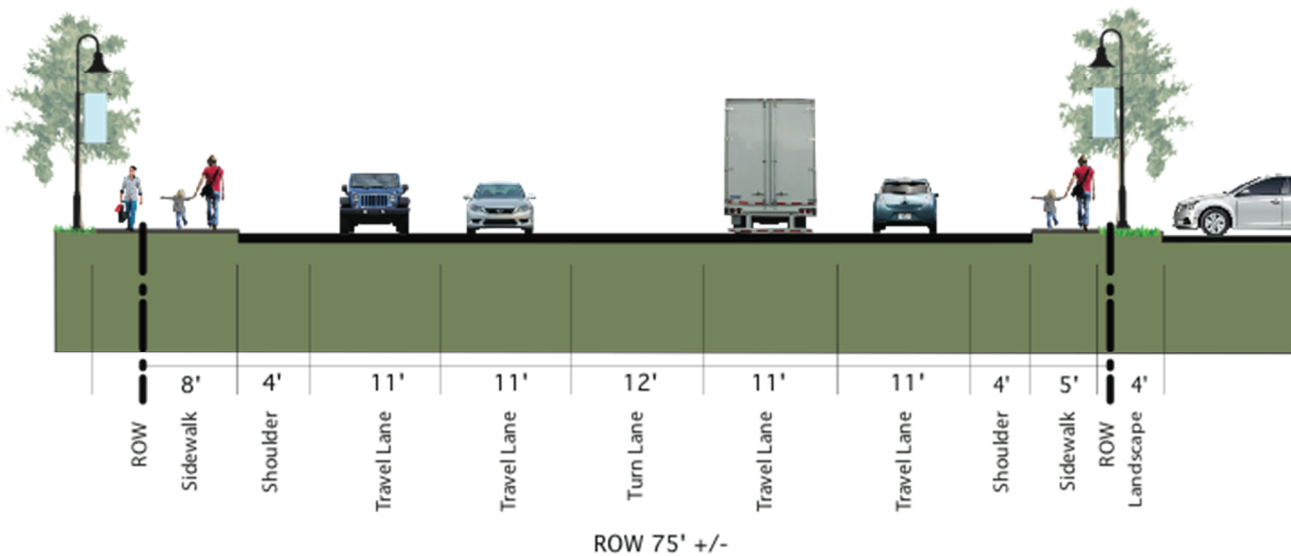 8' 4' 11' 11' 12' 11' 11' 4' 5' 4'
ROW
Sidewalk
Shoulder
Travel Lane
Travel Lane
Turn Lane
Travel Lane
Travel Lane
Shoulder
Sidewalk
ROW
Landscape
ROW 75' +/-